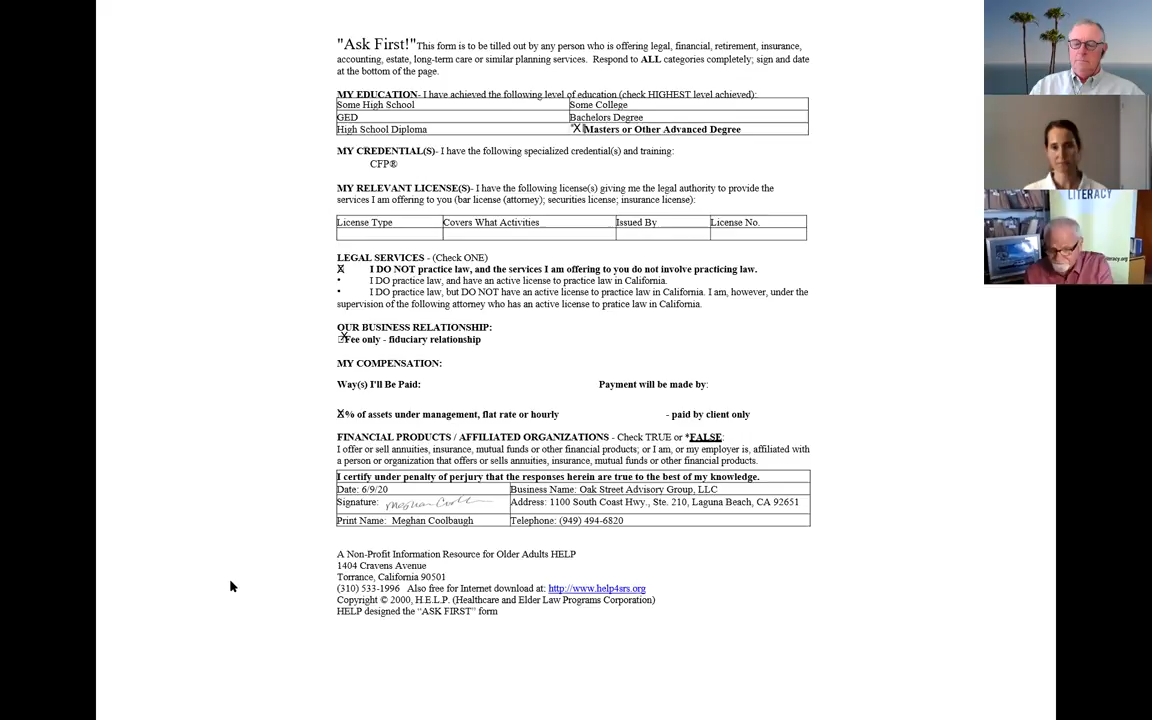 "Ask First!"This form is to be tilled out by any person who is offering legal, financial, retirement, insurance,
accounting, estate, long-term care or similar planning services. Respond to ALL categories completely; sign and date
at the bottom of the page.
MY EDUCATION- I have achieved the following level of education (check HIGHEST level achieved):
Some High School Some College
GED Bachelors Degree
High School Diploma X Masters or Other Advanced Degree
MY CREDENTIAL(S)- I have the following specialized credential(s) and training:
CFP®
MY RELEVANT LICENSE(S)- I have the following license(s) giving me the legal authority to provide the
services I am offering to you (bar license (attorney); securities license; insurance license):
License Type Covers What Activities Issued By License No.
LEGAL SERVICES - (Check ONE)
X I DO NOT practice law, and the services I am offering to you do not involve practicing law.
• I DO practice law, and have an active license to practice law in California.
• I DO practice law, but DO NOT have an active license to practice law in California. I am, however, under the
supervision of the following attorney who has an active license to pratice law in California.
OUR BUSINESS RELATIONSHIP:
X Fee only - fiduciary relationship
MY COMPENSATION:
Way(s) I'll Be Paid: Payment will be made by:
X% of assets under management, flat rate or hourly - paid by client only
FINANCIAL PRODUCTS / AFFILIATED ORGANIZATIONS - Check TRUE or *FALSE:
I offer or sell annuities, insurance, mutual funds or other financial products; or I am, or my employer is, affiliated with
a person or organization that offers or sells annuities, insurance, mutual funds or other financial products.
I certify under penalty of perjury that the responses herein are true to the best of my knowledge.
Date: 6/9/20 Business Name: Oak Street Advisory Group, LLC
Signature: Meghan Coolbaugh Address: 1100 South Coast Hwy., Ste. 210, Laguna Beach, CA 92651
Print Name: Meghan Coolbaugh Telephone: (949) 494-6820
A Non-Profit Information Resource for Older Adults HELP
1404 Cravens Avenue
Torrance, California 90501
(310) 533-1996 Also free for Internet download at: http://www.help4srs.org
Copyright © 2000, H.E.L.P. (Healthcare and Elder Law Programs Corporation)
HELP designed the “ASK FIRST” form
LITERACY
iteracy.org